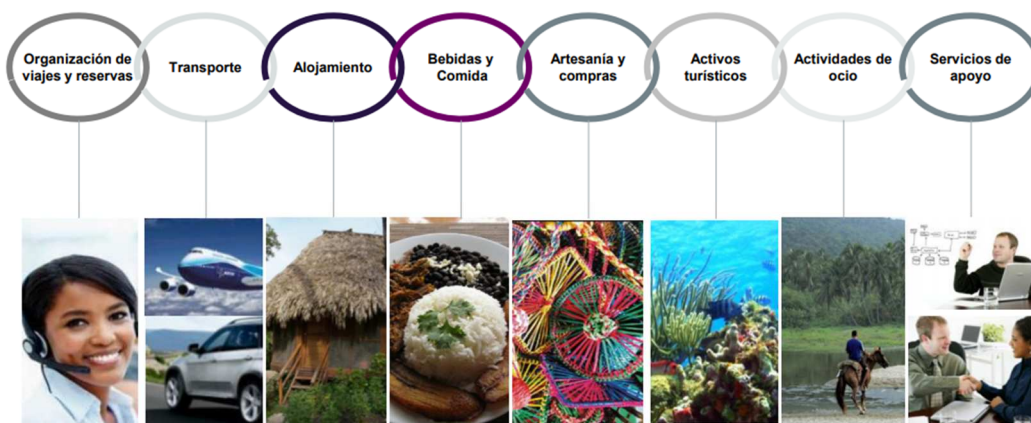 Organización de
viajes y reservas
Transporte
Alojamiento
Bebidas y
Comida
Artesanía y
compras
Activos
turísticos
Actividades de
ocio
Servicios de
apoyo